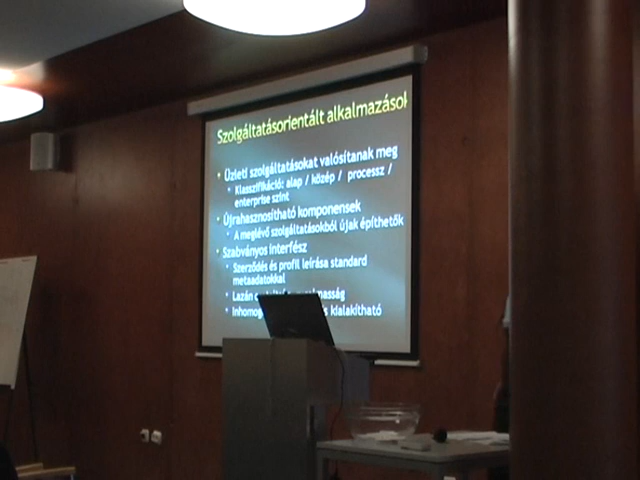 Szolgáltatásorientált alkalmazások
Üzleti szolgáltatásokat valósítanak meg
Klasszifikáció: alap / közép / processz /
enterprise szint
Újrahasznosítható komponensek
A meglévő szolgáltatásokból újak építhetők
Szabványos interfész
Szerződés és profil leírása standard
metaadatokkal
Lazán
Inhomog kialakítható